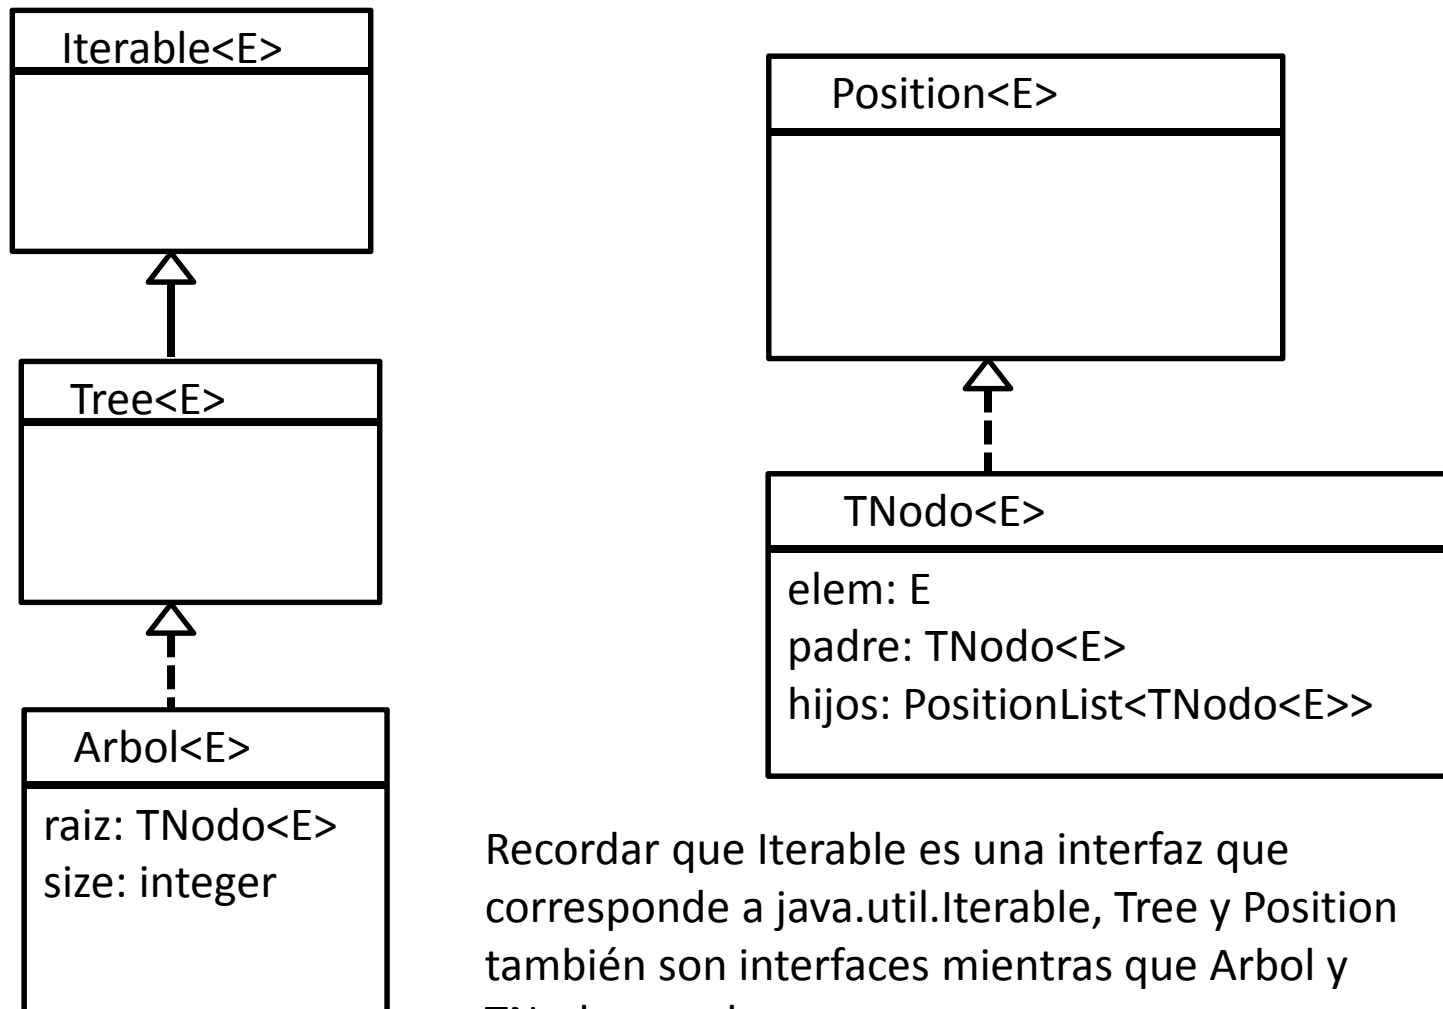 Iterable<E>
Tree<E>
Arbol<E>
raiz: TNodo<E>
size: integer
Position<E>
TNodo<E>
elem: E
padre: TNodo<E>
hijos: PositionList<TNodo<E>>
Recordar que Iterable es una interfaz que
corresponde a java.util.Iterable, Tree y Position
también son interfaces mientras que Arbol y